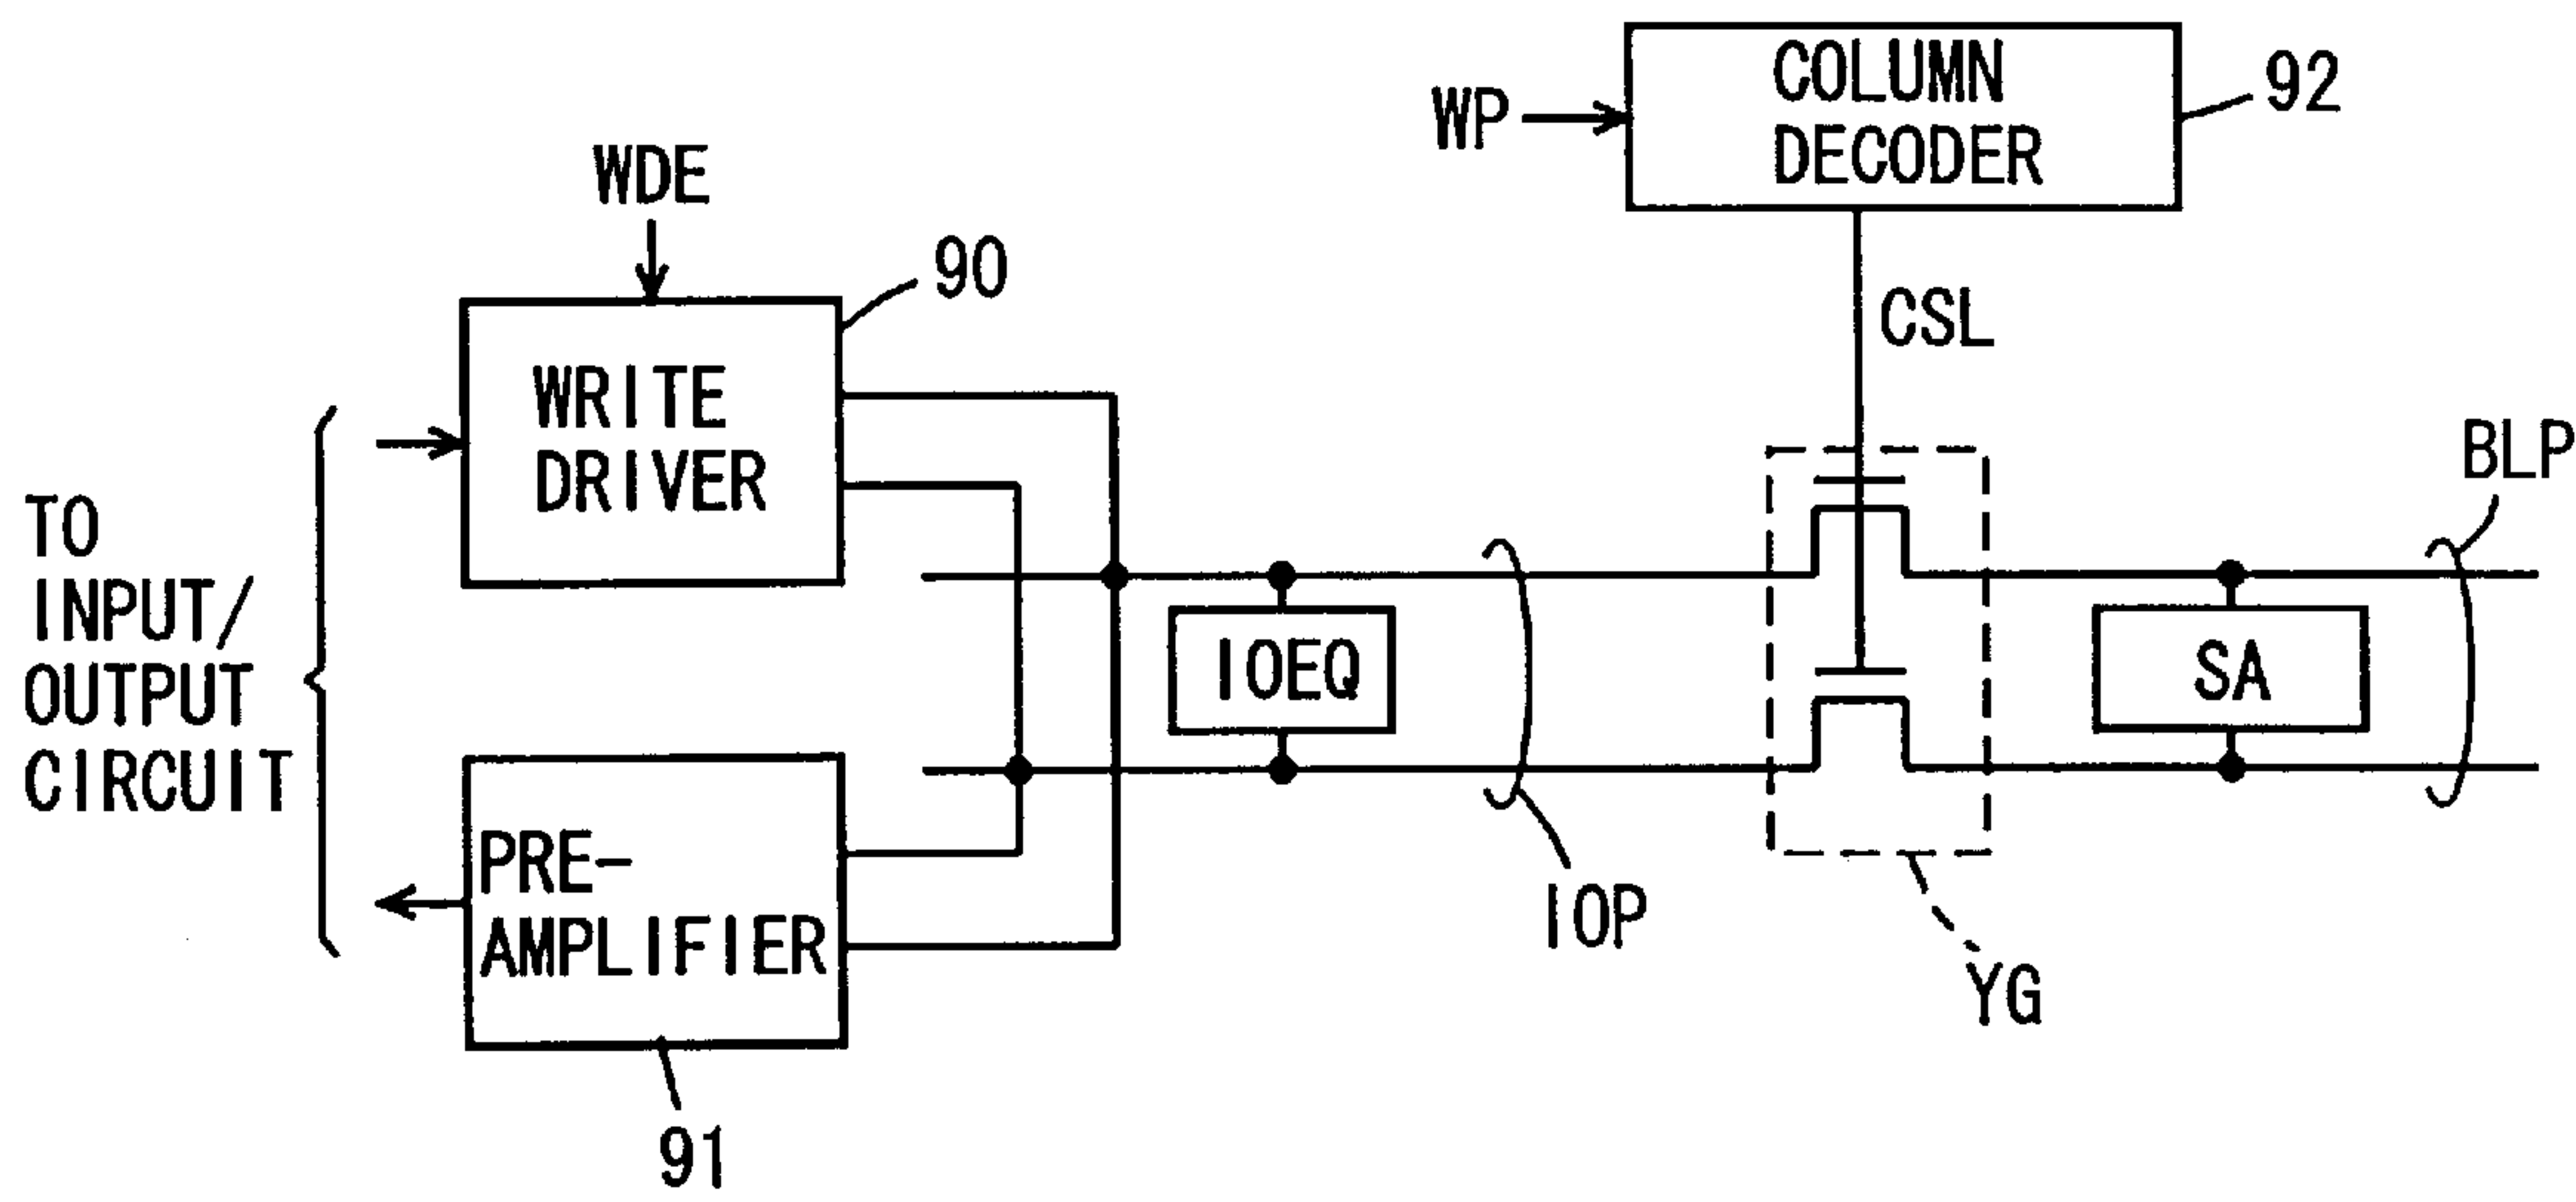 COLUMN
DECODER
92
WP
WDE
90
CSL
WRITE
DRIVER
BLP
TO
INPUT/
OUTPUT
CIRCUIT
IOEQ
SA
PRE-
AMPLIFIER
IOP
YG
91